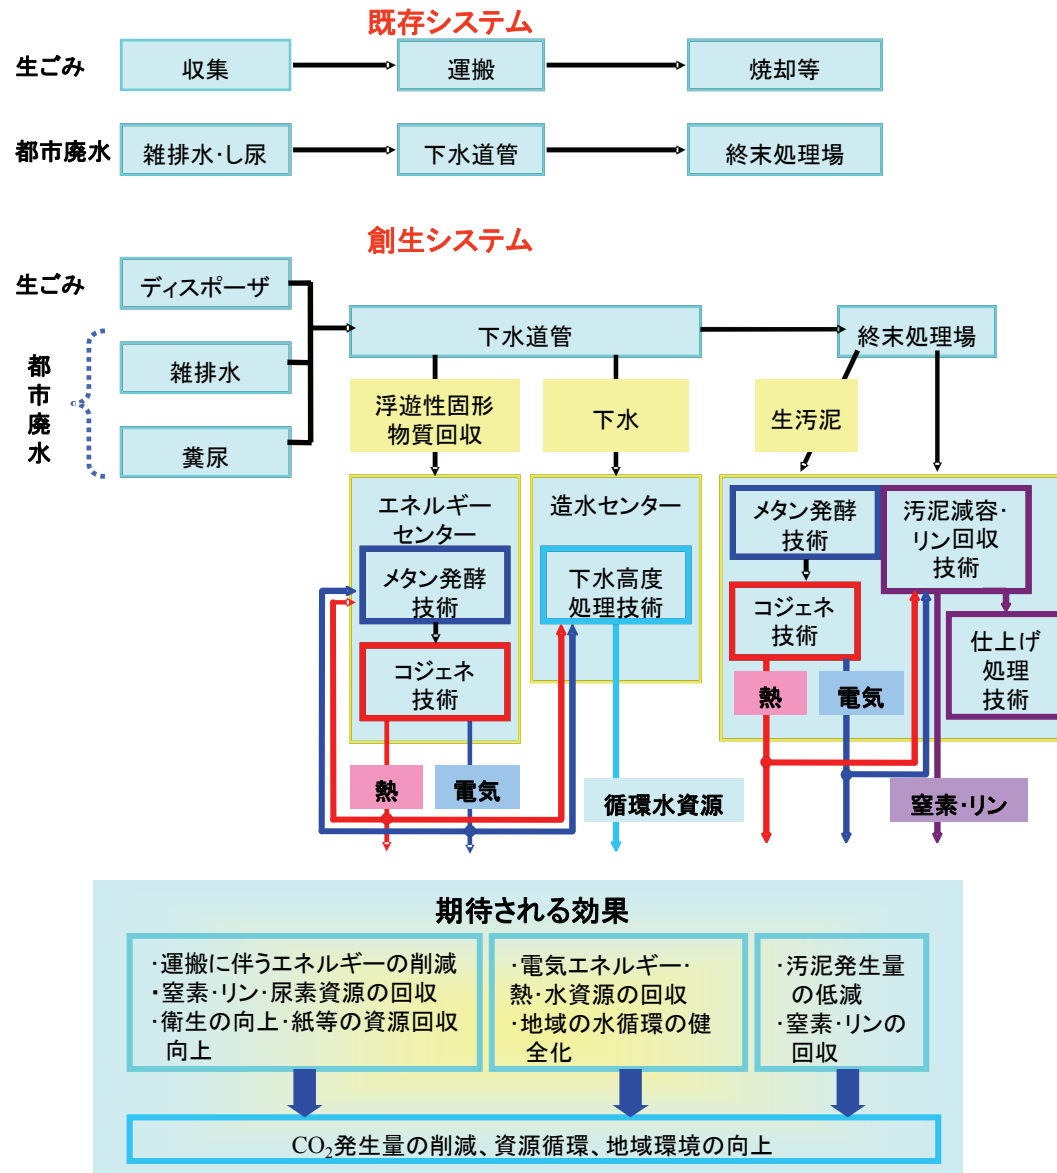 既存システム
生ごみ
収集
運搬
焼却等
都市廃水
雑排水・し尿
下水道管
終末処理場
創生システム
生ごみ
ディスポーザ
都市廃水
雑排水
糞尿
下水道管
終末処理場
浮遊性固形
物質回収
下水
生汚泥
エネルギー
センター
メタン発酵
技術
コジェネ
技術
造水センター
下水高度
処理技術
メタン発酵
技術
コジェネ
技術
汚泥減容・
リン回収
技術
仕上げ
処理
技術
熱
電気
熱
電気
循環水資源
窒素・リン
期待される効果
・運搬に伴うエネルギーの削減
・窒素・リン・尿素資源の回収
・衛生の向上・紙等の資源回収
向上
・電気エネルギー・
熱・水資源の回収
・地域の水循環の健
全化
・汚泥発生量
の低減
・窒素・リンの
回収
CO₂発生量の削減、資源循環、地域環境の向上